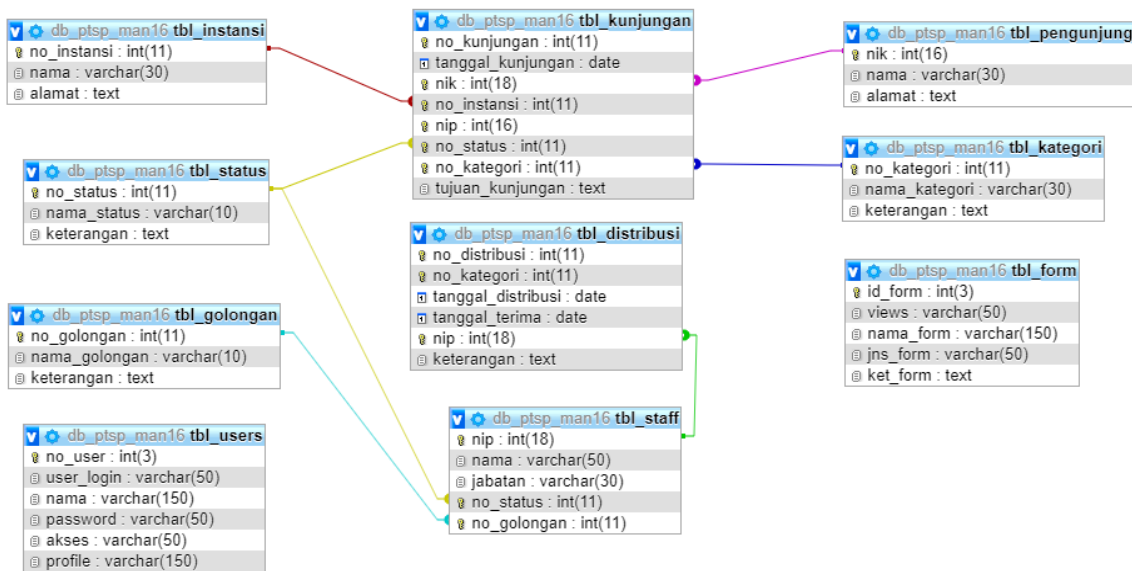 db_ptsp_man16 tbl_instansi
no_instansi : int(11)
nama : varchar(30)
alamat : text
db_ptsp_man16 tbl_kunjungan
no_kunjungan : int(11)
tanggal_kunjungan : date
nik : int(18)
no_instansi : int(11)
nip : int(16)
no_status : int(11)
no_kategori : int(11)
tujuan_kunjungan : text
db_ptsp_man16 tbl_pengunjung
nik : int(16)
nama : varchar(30)
alamat : text
db_ptsp_man16 tbl_status
no_status : int(11)
nama_status : varchar(10)
keterangan : text
db_ptsp_man16 tbl_kategori
no_kategori : int(11)
nama_kategori : varchar(30)
keterangan : text
db_ptsp_man16 tbl_distribusi
no_distribusi : int(11)
no_kategori : int(11)
tanggal_distribusi : date
tanggal_terima : date
nip : int(18)
keterangan : text
db_ptsp_man16 tbl_form
id_form : int(3)
views : varchar(50)
nama_form : varchar(150)
jns_form : varchar(50)
ket_form : text
db_ptsp_man16 tbl_golongan
no_golongan : int(11)
nama_golongan : varchar(10)
keterangan : text
db_ptsp_man16 tbl_staff
nip : int(18)
nama : varchar(50)
jabatan : varchar(30)
no_status : int(11)
no_golongan : int(11)
db_ptsp_man16 tbl_users
no_user : int(3)
user_login : varchar(50)
nama : varchar(150)
password : varchar(50)
akses : varchar(50)
profile : varchar(150)